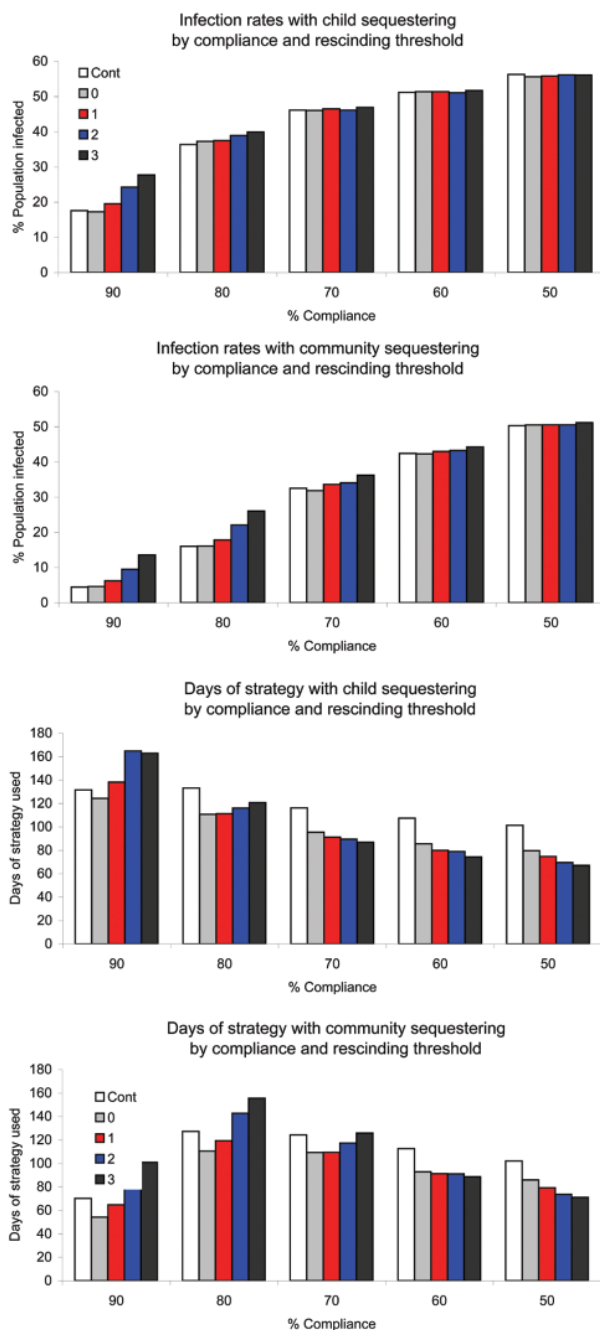 Infection rates with child sequestering
by compliance and rescinding threshold
% Population infected
60
50
40
30
20
10
0
Cont
0
1
2
3
90 80 70 60 50
% Compliance
Infection rates with community sequestering
by compliance and rescinding threshold
% Population infected
60
50
40
30
20
10
0
90 80 70 60 50
% Compliance
Days of strategy with child sequestering
by compliance and rescinding threshold
Days of strategy used
180
160
140
120
100
80
60
40
20
0
90 80 70 60 50
% Compliance
Days of strategy with community sequestering
by compliance and rescinding threshold
Days of strategy used
180
160
140
120
100
80
60
40
20
0
Cont
0
1
2
3
90 80 70 60 50
% Compliance